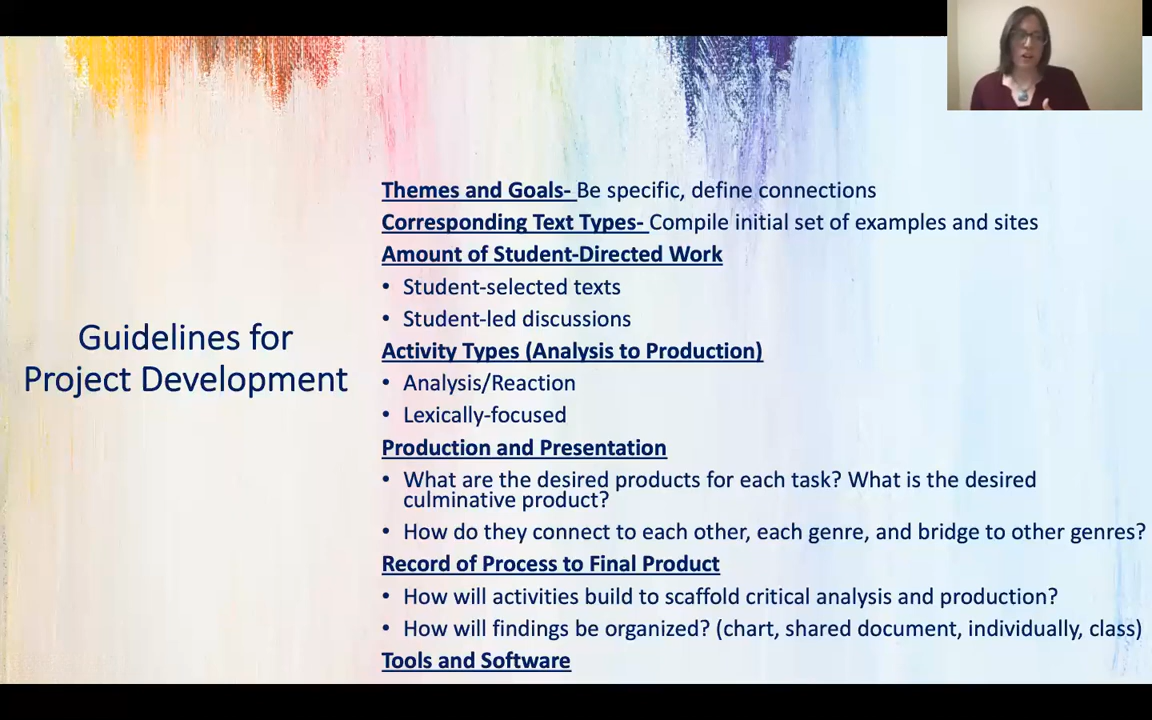 Guidelines for
Project Development
Themes and Goals- Be specific, define connections
Corresponding Text Types- Compile initial set of examples and sites
Amount of Student-Directed Work
• Student-selected texts
• Student-led discussions
Activity Types (Analysis to Production)
• Analysis/Reaction
• Lexically-focused
Production and Presentation
• What are the desired products for each task? What is the desired
culminative product?
• How do they connect to each other, each genre, and bridge to other genres?
Record of Process to Final Product
• How will activities build to scaffold critical analysis and production?
• How will findings be organized? (chart, shared document, individually, class)
Tools and Software